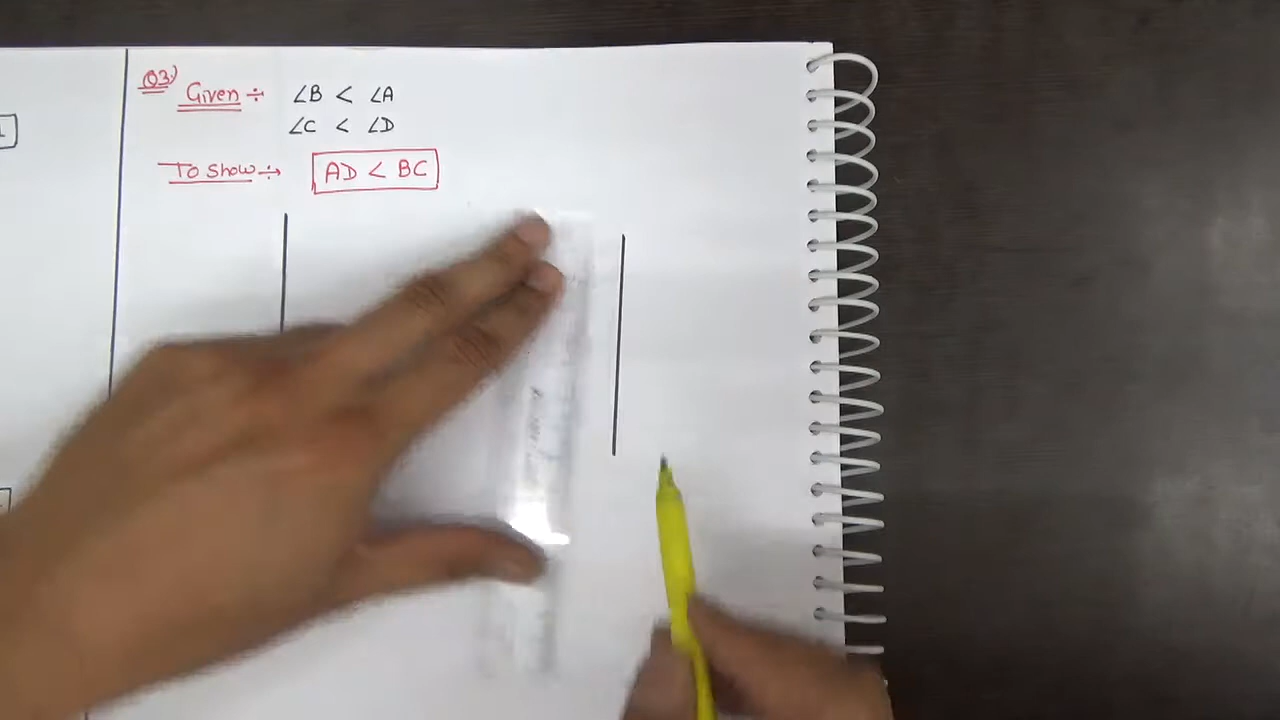 Q3)
Given ÷ ∠B < ∠A
∠C < ∠D
To show ÷ AD < BC